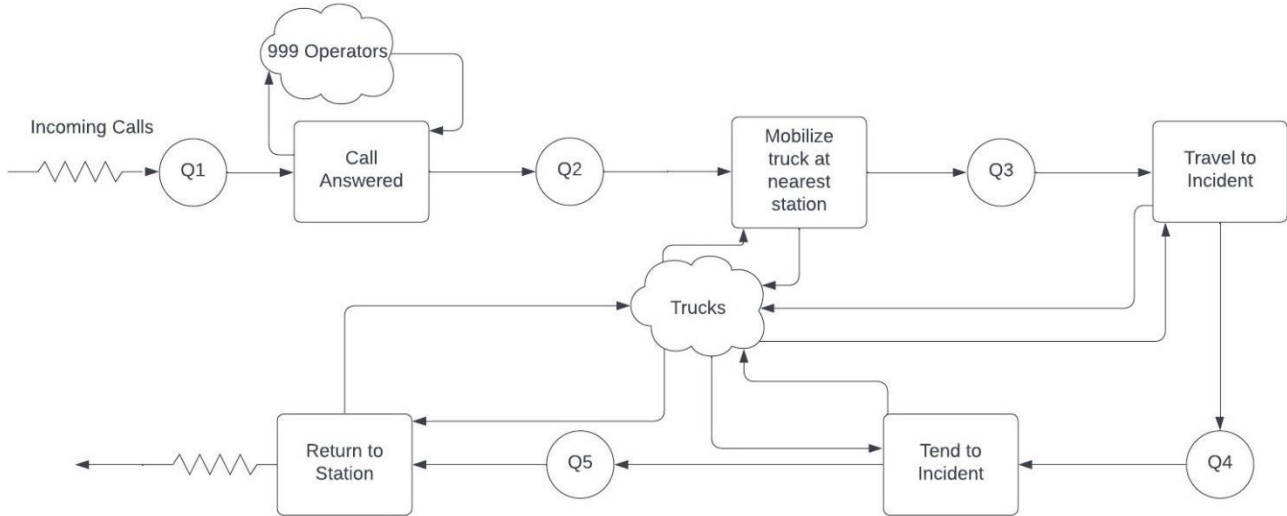 999 Operators
Incoming Calls
Q1
Call
Answered
Q2
Mobilize
truck at
nearest
station
Q3
Travel to
Incident
Trucks
Return to
Station
Q5
Tend to
Incident
Q4